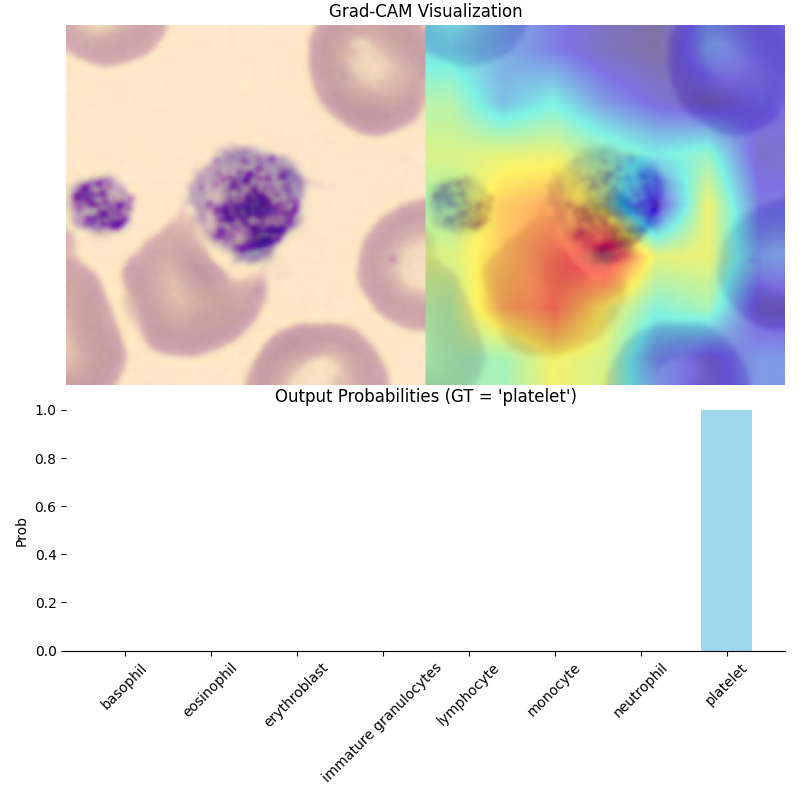 Grad-CAM Visualization
Output Probabilities (GT = 'platelet')
Prob
1.0
0.8
0.6
0.4
0.2
0.0
basophil
eosinophil
erythroblast
immature granulocytes
lymphocyte
monocyte
neutrophil
platelet